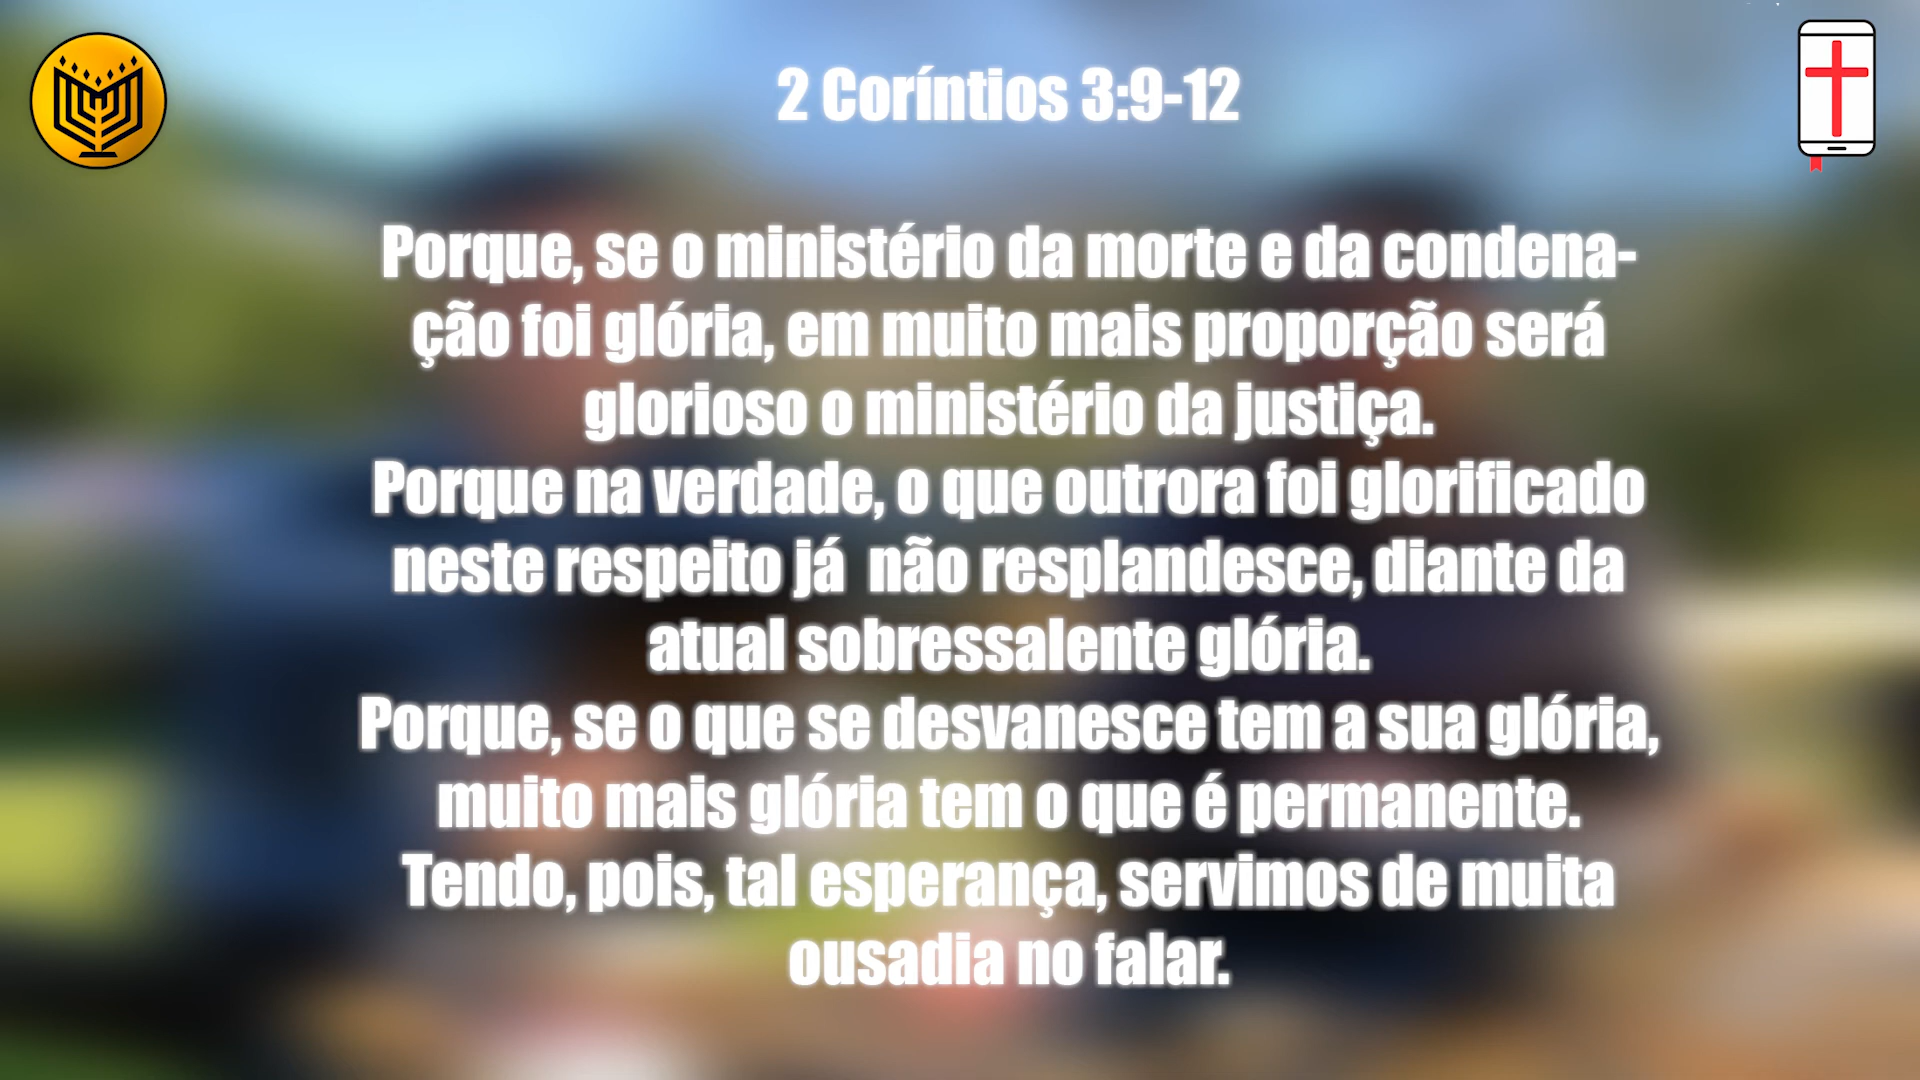 2 Coríntios 3:9-12
Porque, se o ministério da morte e da condena-
ção foi glória, em muito mais proporção será
glorioso o ministério da justiça.
Porque na verdade, o que outrora foi glorificado
neste respeito já  não resplandesce, diante da
atual sobressalente glória.
Porque, se o que se desvanesce tem a sua glória,
muito mais glória tem o que é permanente.
Tendo, pois, tal esperança, servimos de muita
ousadia no falar.